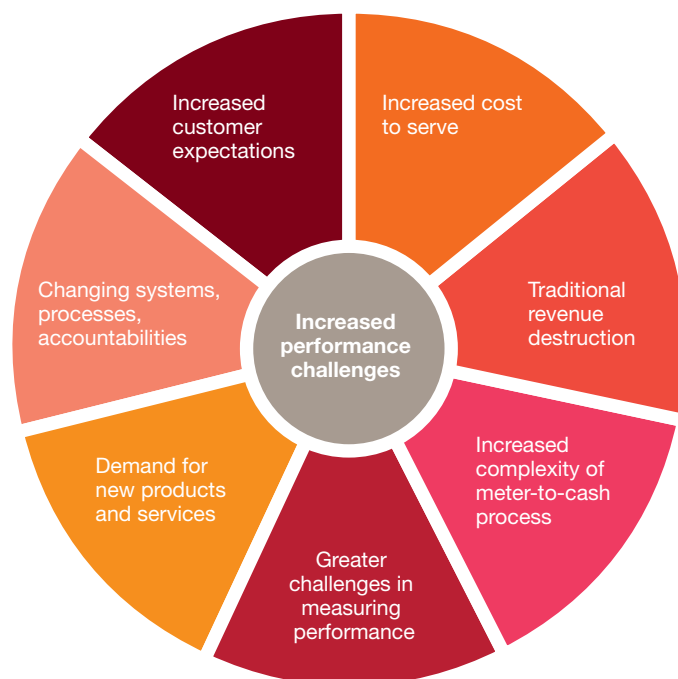 Increased
customer
expectations
Increased cost
to serve
Traditional
revenue
destruction
Increased
complexity of
meter-to-cash
process
Greater
challenges in
measuring
performance
Demand for
new products
and services
Changing systems,
processes,
accountabilities
Increased
performance
challenges